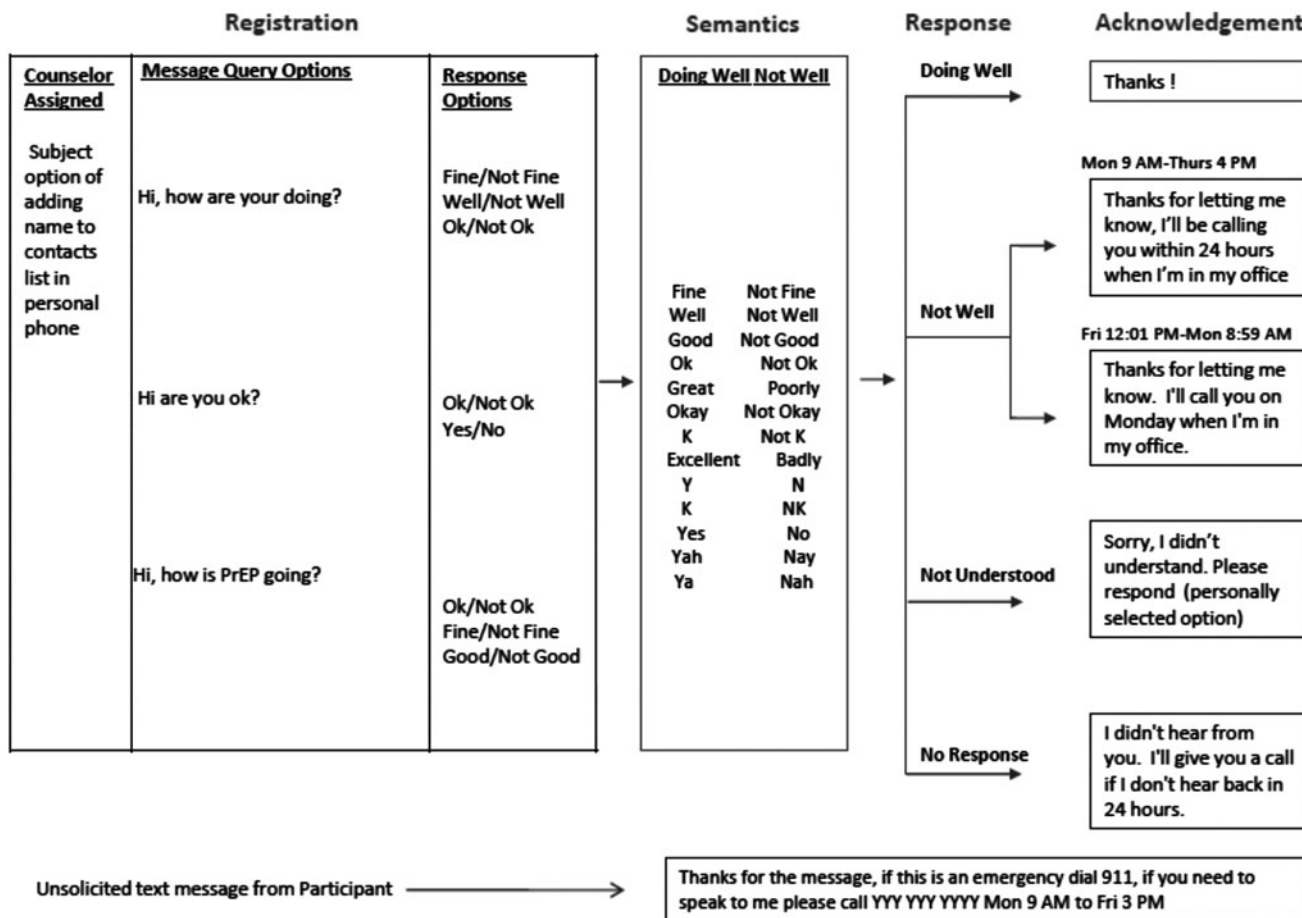 Registration
Semantics
Response
Acknowledgement
Counselor
Assigned
Subject
option of
adding
name to
contacts
list in
personal
phone
Message Query Options
Hi, how are your doing?
Hi are you ok?
Hi, how is PrEP going?
Response
Options
Fine/Not Fine
Well/Not Well
Ok/Not Ok
Ok/Not Ok
Yes/No
Ok/Not Ok
Fine/Not Fine
Good/Not Good
Doing Well Not Well
Fine Not Fine
Well Not Well
Good Not Good
Ok Not Ok
Great Poorly
Okay Not Okay
K Not K
Excellent Badly
Y N
K NK
Yes No
Yah Nay
Ya Nah
Doing Well
Thanks !
Not Well
Mon 9 AM-Thurs 4 PM
Thanks for letting me
know, I'll be calling
you within 24 hours
when I'm in my office
Fri 12:01 PM-Mon 8:59 AM
Thanks for letting me
know. I'll call you on
Monday when I'm in
my office.
Not Understood
Sorry, I didn't
understand. Please
respond (personally
selected option)
No Response
I didn't hear from
you. I'll give you a call
if I don't hear back in
24 hours.
Unsolicited text message from Participant
Thanks for the message, if this is an emergency dial 911, if you need to
speak to me please call YYY YYY YYYY Mon 9 AM to Fri 3 PM